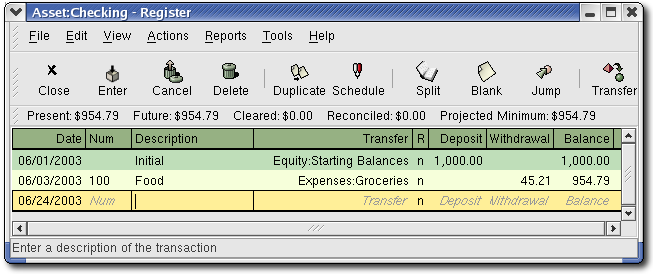 Asset:Checking - Register
File Edit View Actions Reports Tools Help
Close Enter Cancel Delete Duplicate Schedule Split Blank Jump Transfer
Present: $954.79 Future: $954.79 Cleared: $0.00 Reconciled: $0.00 Projected Minimum: $954.79
Date Num Description Transfer R Deposit Withdrawal Balance
06/01/2003 Initial Equity:Starting Balances n 1,000.00 1,000.00
06/03/2003 100 Food Expenses:Groceries n 45.21 954.79
06/24/2003 Num Transfer n Deposit Withdrawal Balance
Enter a description of the transaction